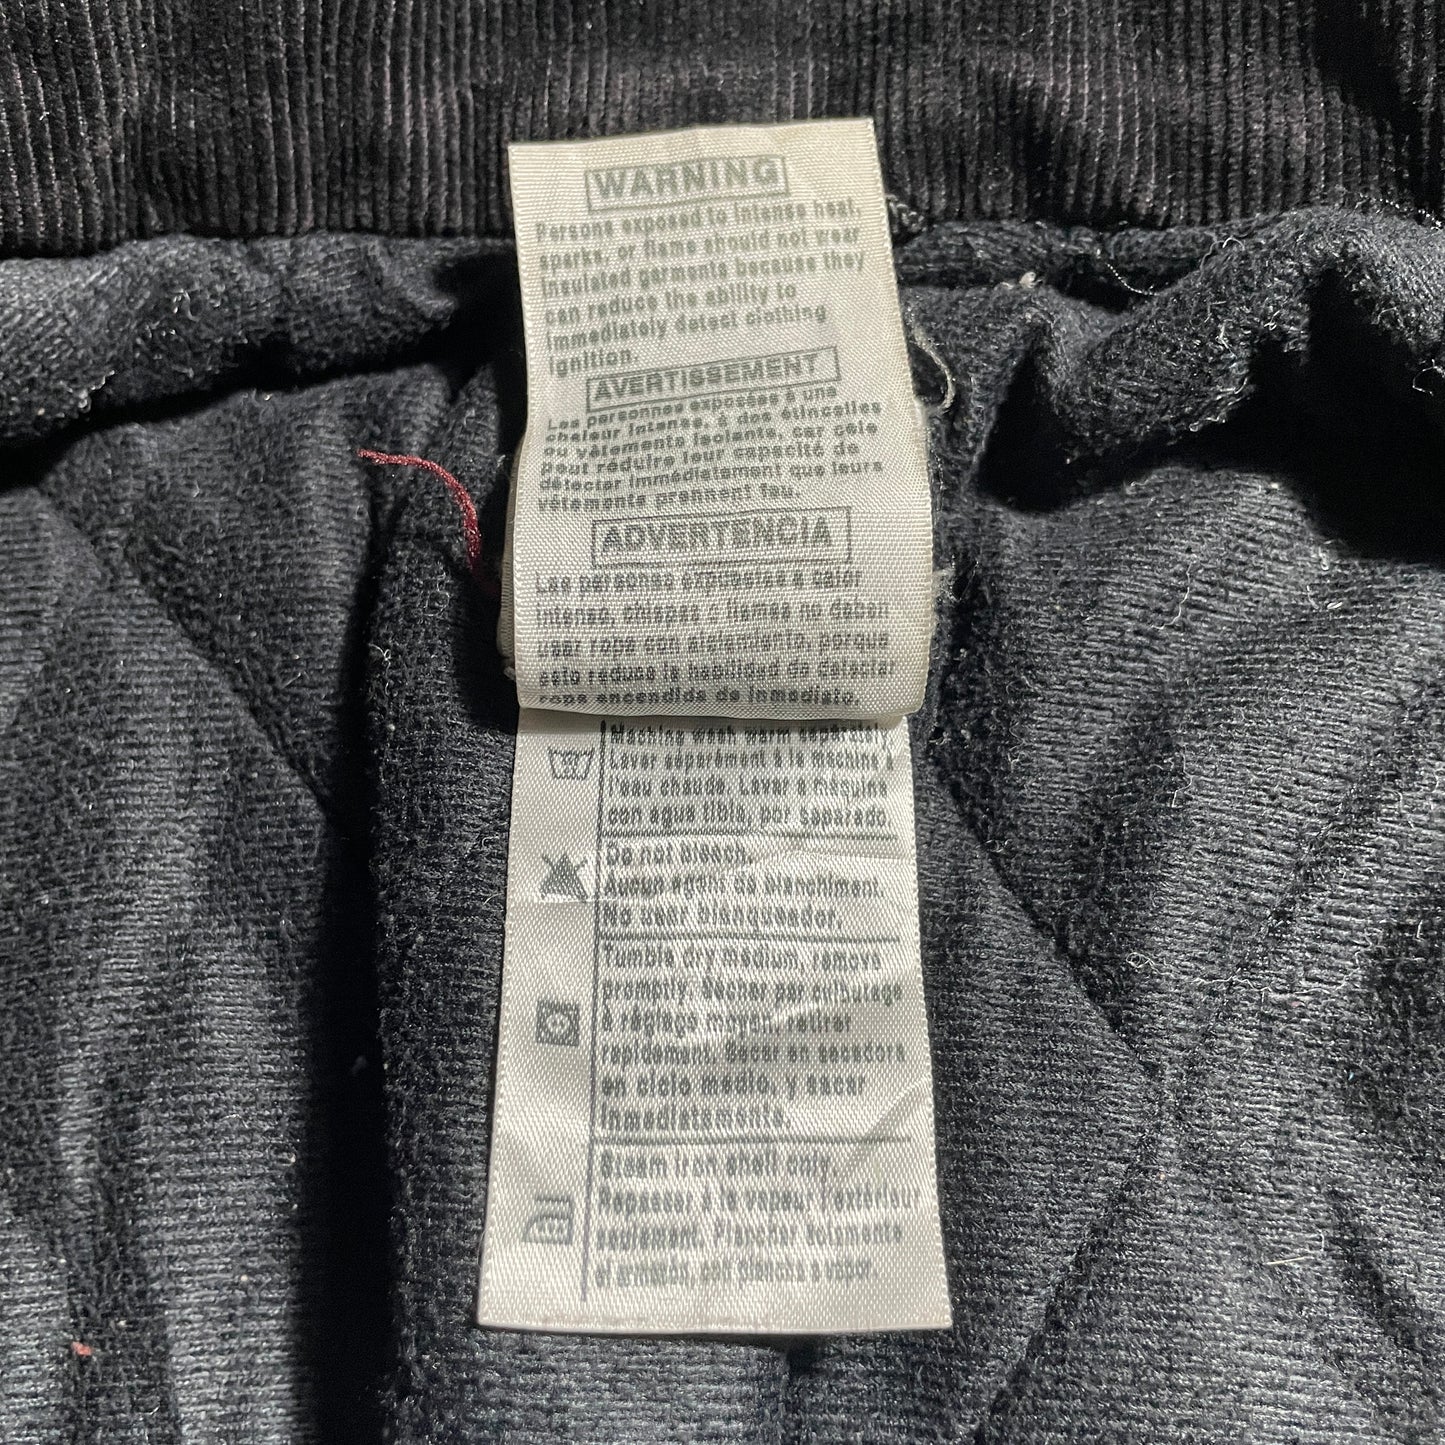 WARNING
Persons exposed to intense heat,
sparks, or flame should not wear
insulated garments because they
can reduce the ability to
immediately detect clothing
ignition.
AVERTISSEMENT
Les personnes exposées à une
chaleur intense, à des étincelles
ou vêtements isolants, car cela
peut réduire leur capacité de
détecter immédiatement que leurs
vêtements prennent feu.
ADVERTENCIA
Las personas expuestas a calor
intenso, chispas o llamas no deben
usar ropa con aislamiento, porque
esto reduce la habilidad de detectar
ropa encendida de inmediato.
Machine wash warm separately.
Laver séparément à la machine à
l'eau chaude. Lavar a máquina
con agua tibia, por separado.
Do not bleach.
Aucun agent de blanchiment.
No usar blanqueador.
Tumble dry medium, remove
promptly. Sécher par culbutage
à réglage moyen, retirer
rapidement. Secar en secadora
en ciclo medio, y sacar
inmediatamente.
Steam iron shell only.
Repasser à la vapeur l'extérieur
seulement. Planchar solamente
el armazón, con plancha a vapor.